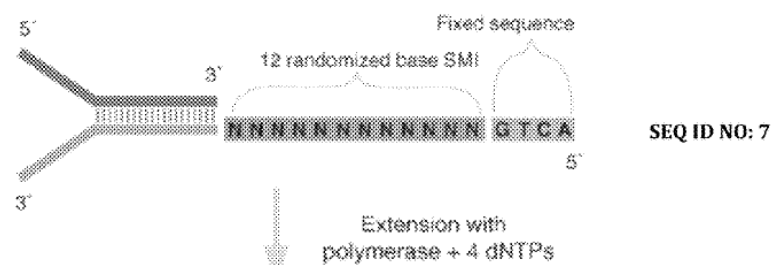 Fixed sequence
5´
12 randomized base SMI
3´
NNNNNNNNNNNN GTCA
SEQ ID NO: 7
5´
3´
Extension with
polymerase + 4 dNTPs